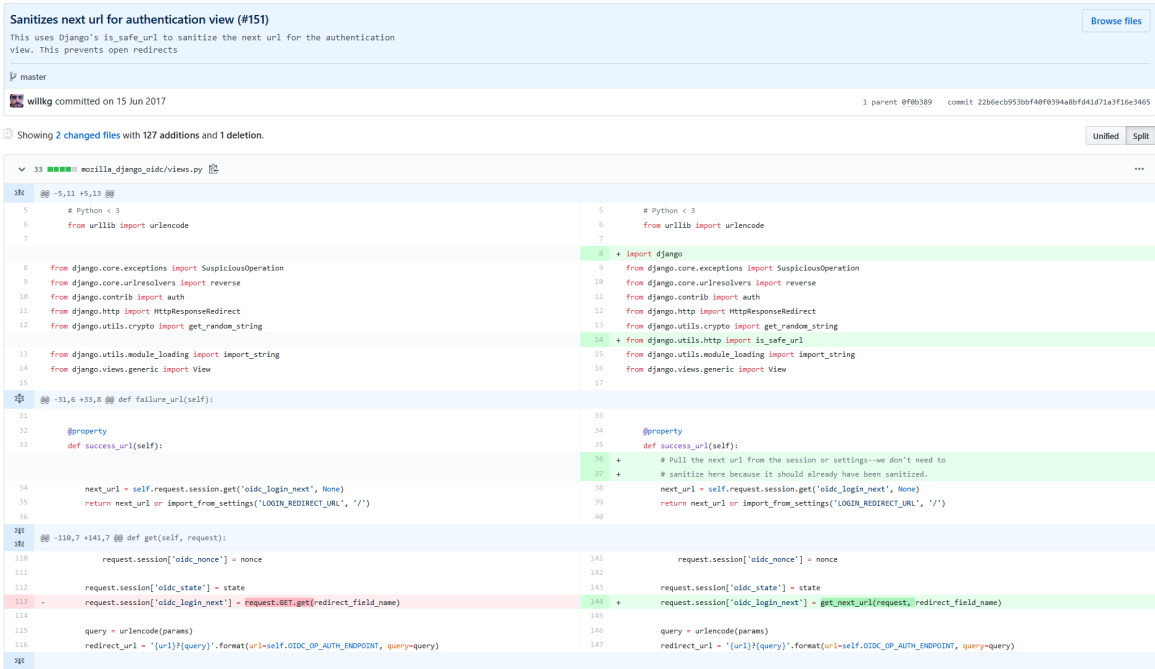 Sanitizes next url for authentication view (#151)
Browse files
This uses Django's is_safe_url to sanitize the next url for the authentication
view. This prevents open redirects
master
willkg committed on 15 Jun 2017
1 parent 0f0b389 commit 22b6ecb953bbf40f0394a8bfd41d71a3f16e3465
Showing 2 changed files with 127 additions and 1 deletion.
Unified Split
33 mozilla_django_oidc/views.py
@@ -5,11 +5,13 @@
5 # Python < 3 5 # Python < 3
6 from urllib import urlencode 6 from urllib import urlencode
7 7
8 + import django
8 from django.core.exceptions import SuspiciousOperation 9 from django.core.exceptions import SuspiciousOperation
9 from django.core.urlresolvers import reverse 10 from django.core.urlresolvers import reverse
10 from django.contrib import auth 11 from django.contrib import auth
11 from django.http import HttpResponseRedirect 12 from django.http import HttpResponseRedirect
12 from django.utils.crypto import get_random_string 13 from django.utils.crypto import get_random_string
14 + from django.utils.http import is_safe_url
13 from django.utils.module_loading import import_string 15 from django.utils.module_loading import import_string
14 from django.views.generic import View 16 from django.views.generic import View
15 17
@@ -31,6 +33,8 @@ def failure_url(self):
31 33
32 @property 34 @property
33 def success_url(self): 35 def success_url(self):
36 + # Pull the next url from the session or settings--we don't need to
37 + # sanitize here because it should already have been sanitized.
34 next_url = self.request.session.get('oidc_login_next', None) 38 next_url = self.request.session.get('oidc_login_next', None)
35 return next_url or import_from_settings('LOGIN_REDIRECT_URL', '/') 39 return next_url or import_from_settings('LOGIN_REDIRECT_URL', '/')
36 40
@@ -110,7 +141,7 @@ def get(self, request):
110 request.session['oidc_nonce'] = nonce 141 request.session['oidc_nonce'] = nonce
111 142
112 request.session['oidc_state'] = state 143 request.session['oidc_state'] = state
113 - request.session['oidc_login_next'] = request.GET.get(redirect_field_name) 144 + request.session['oidc_login_next'] = get_next_url(request, redirect_field_name)
114 145
115 query = urlencode(params) 146 query = urlencode(params)
116 redirect_url = '{url}?{query}'.format(url=self.OIDC_OP_AUTH_ENDPOINT, query=query) 147 redirect_url = '{url}?{query}'.format(url=self.OIDC_OP_AUTH_ENDPOINT, query=query)